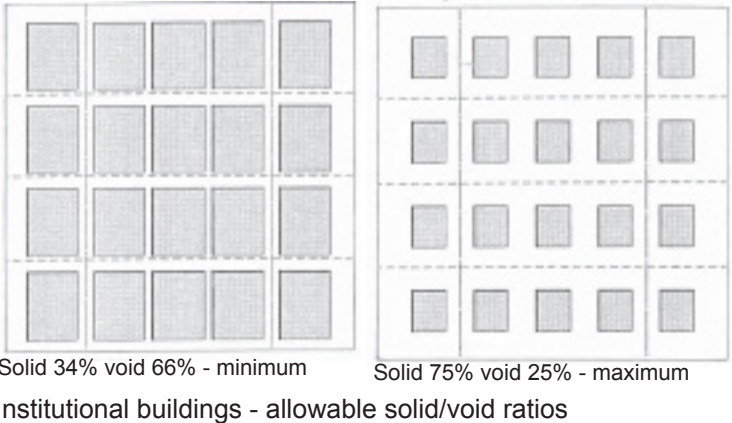 Solid 34% void 66% - minimum
Solid 75% void 25% - maximum
nstitutional buildings - allowable solid/void ratios